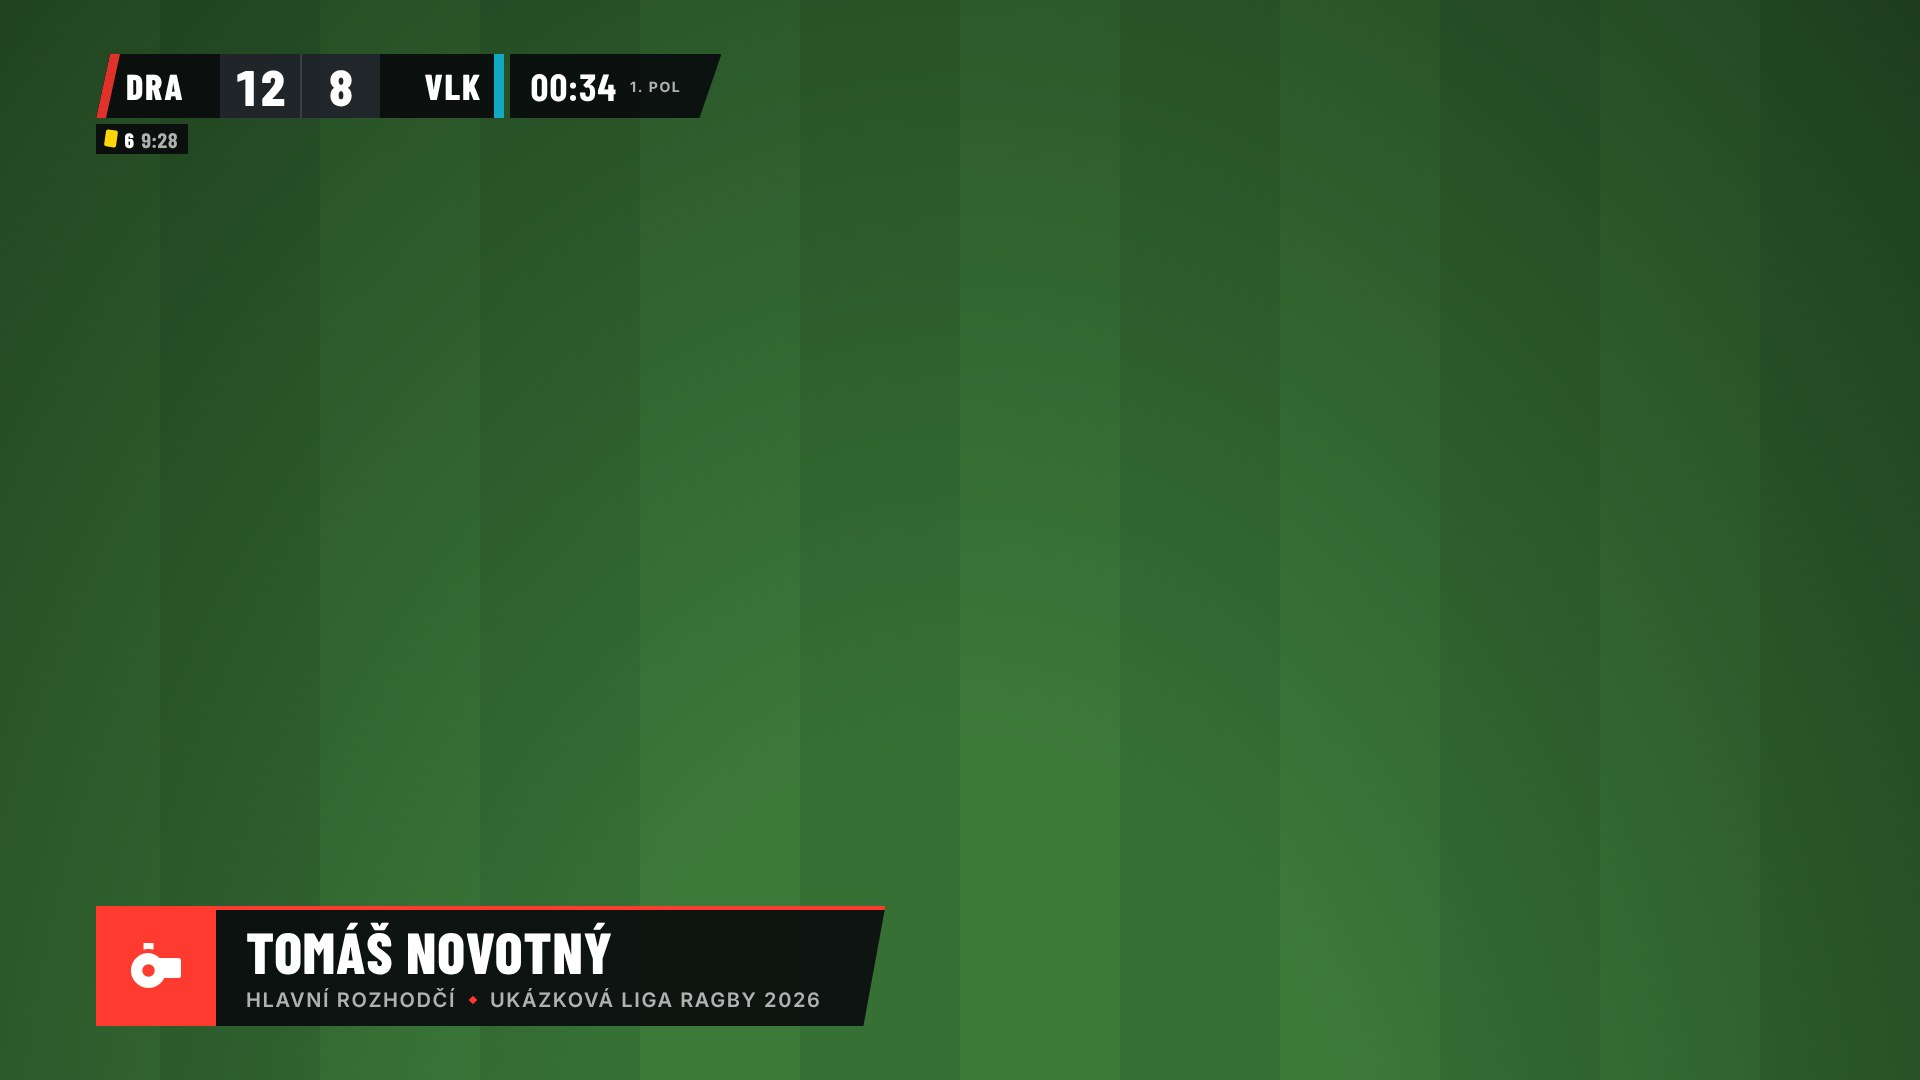 DRA 12 8 VLK 00:34 1. POL
6 9:28
TOMÁŠ NOVOTNÝ
HLAVNÍ ROZHODČÍ ◆ UKÁZKOVÁ LIGA RAGBY 2026